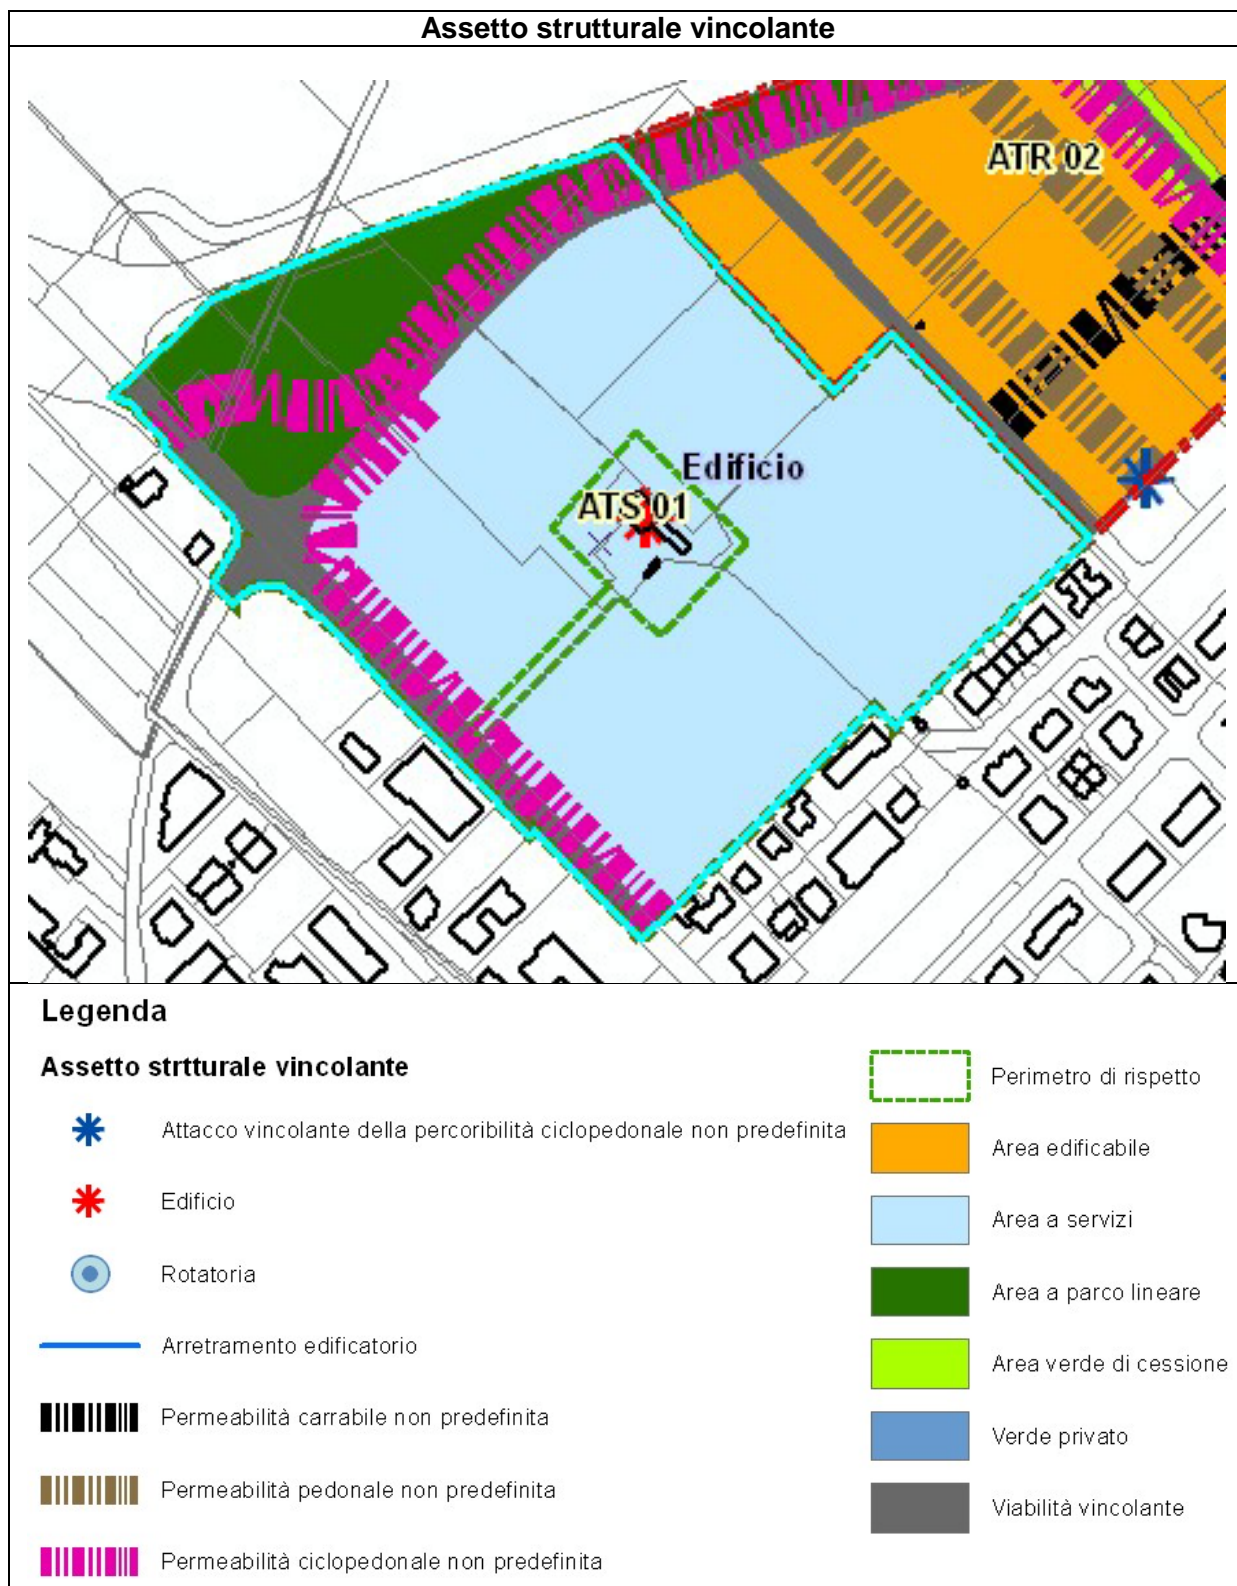 Assetto strutturale vincolante
ATR 02
Edificio
ATS 01
Legenda
Assetto strtturale vincolante
Attacco vincolante della percoribilità ciclopedonale non predefinita
Edificio
Rotatoria
Arretramento edificatorio
Permeabilità carrabile non predefinita
Permeabilità pedonale non predefinita
Permeabilità ciclopedonale non predefinita
Perimetro di rispetto
Area edificabile
Area a servizi
Area a parco lineare
Area verde di cessione
Verde privato
Viabilità vincolante